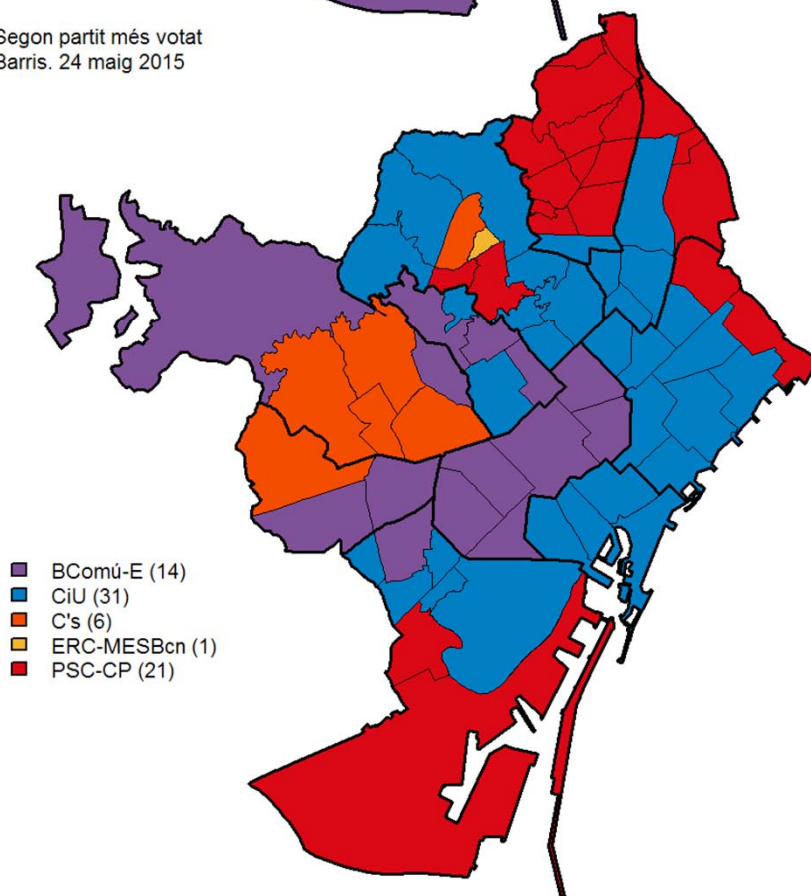 Segon partit més votat
Barris. 24 maig 2015
BComú-E (14)
CiU (31)
C's (6)
ERC-MESBcn (1)
PSC-CP (21)